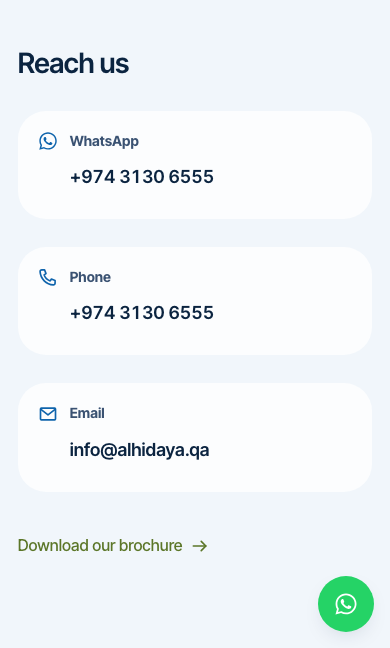 Reach us
WhatsApp
+974 3130 6555
Phone
+974 3130 6555
Email
info@alhidaya.qa
Download our brochure →